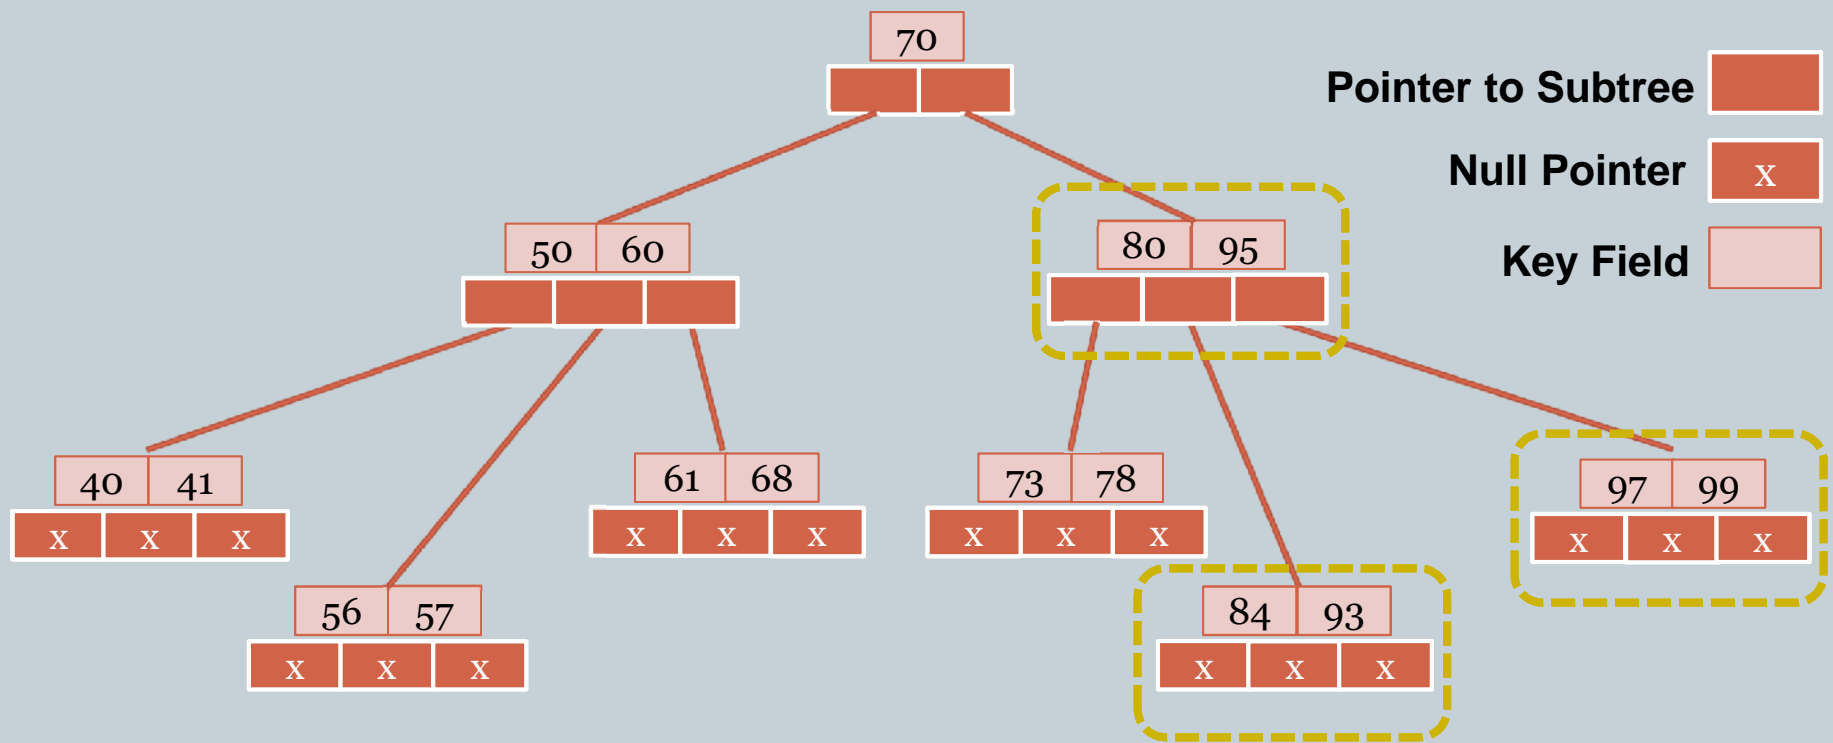 70
Pointer to Subtree
Null Pointer x
50 60
80 95
Key Field
40 41
61 68
73 78
97 99
x x x
x x x
x x x
x x x
56 57
84 93
x x x
x x x